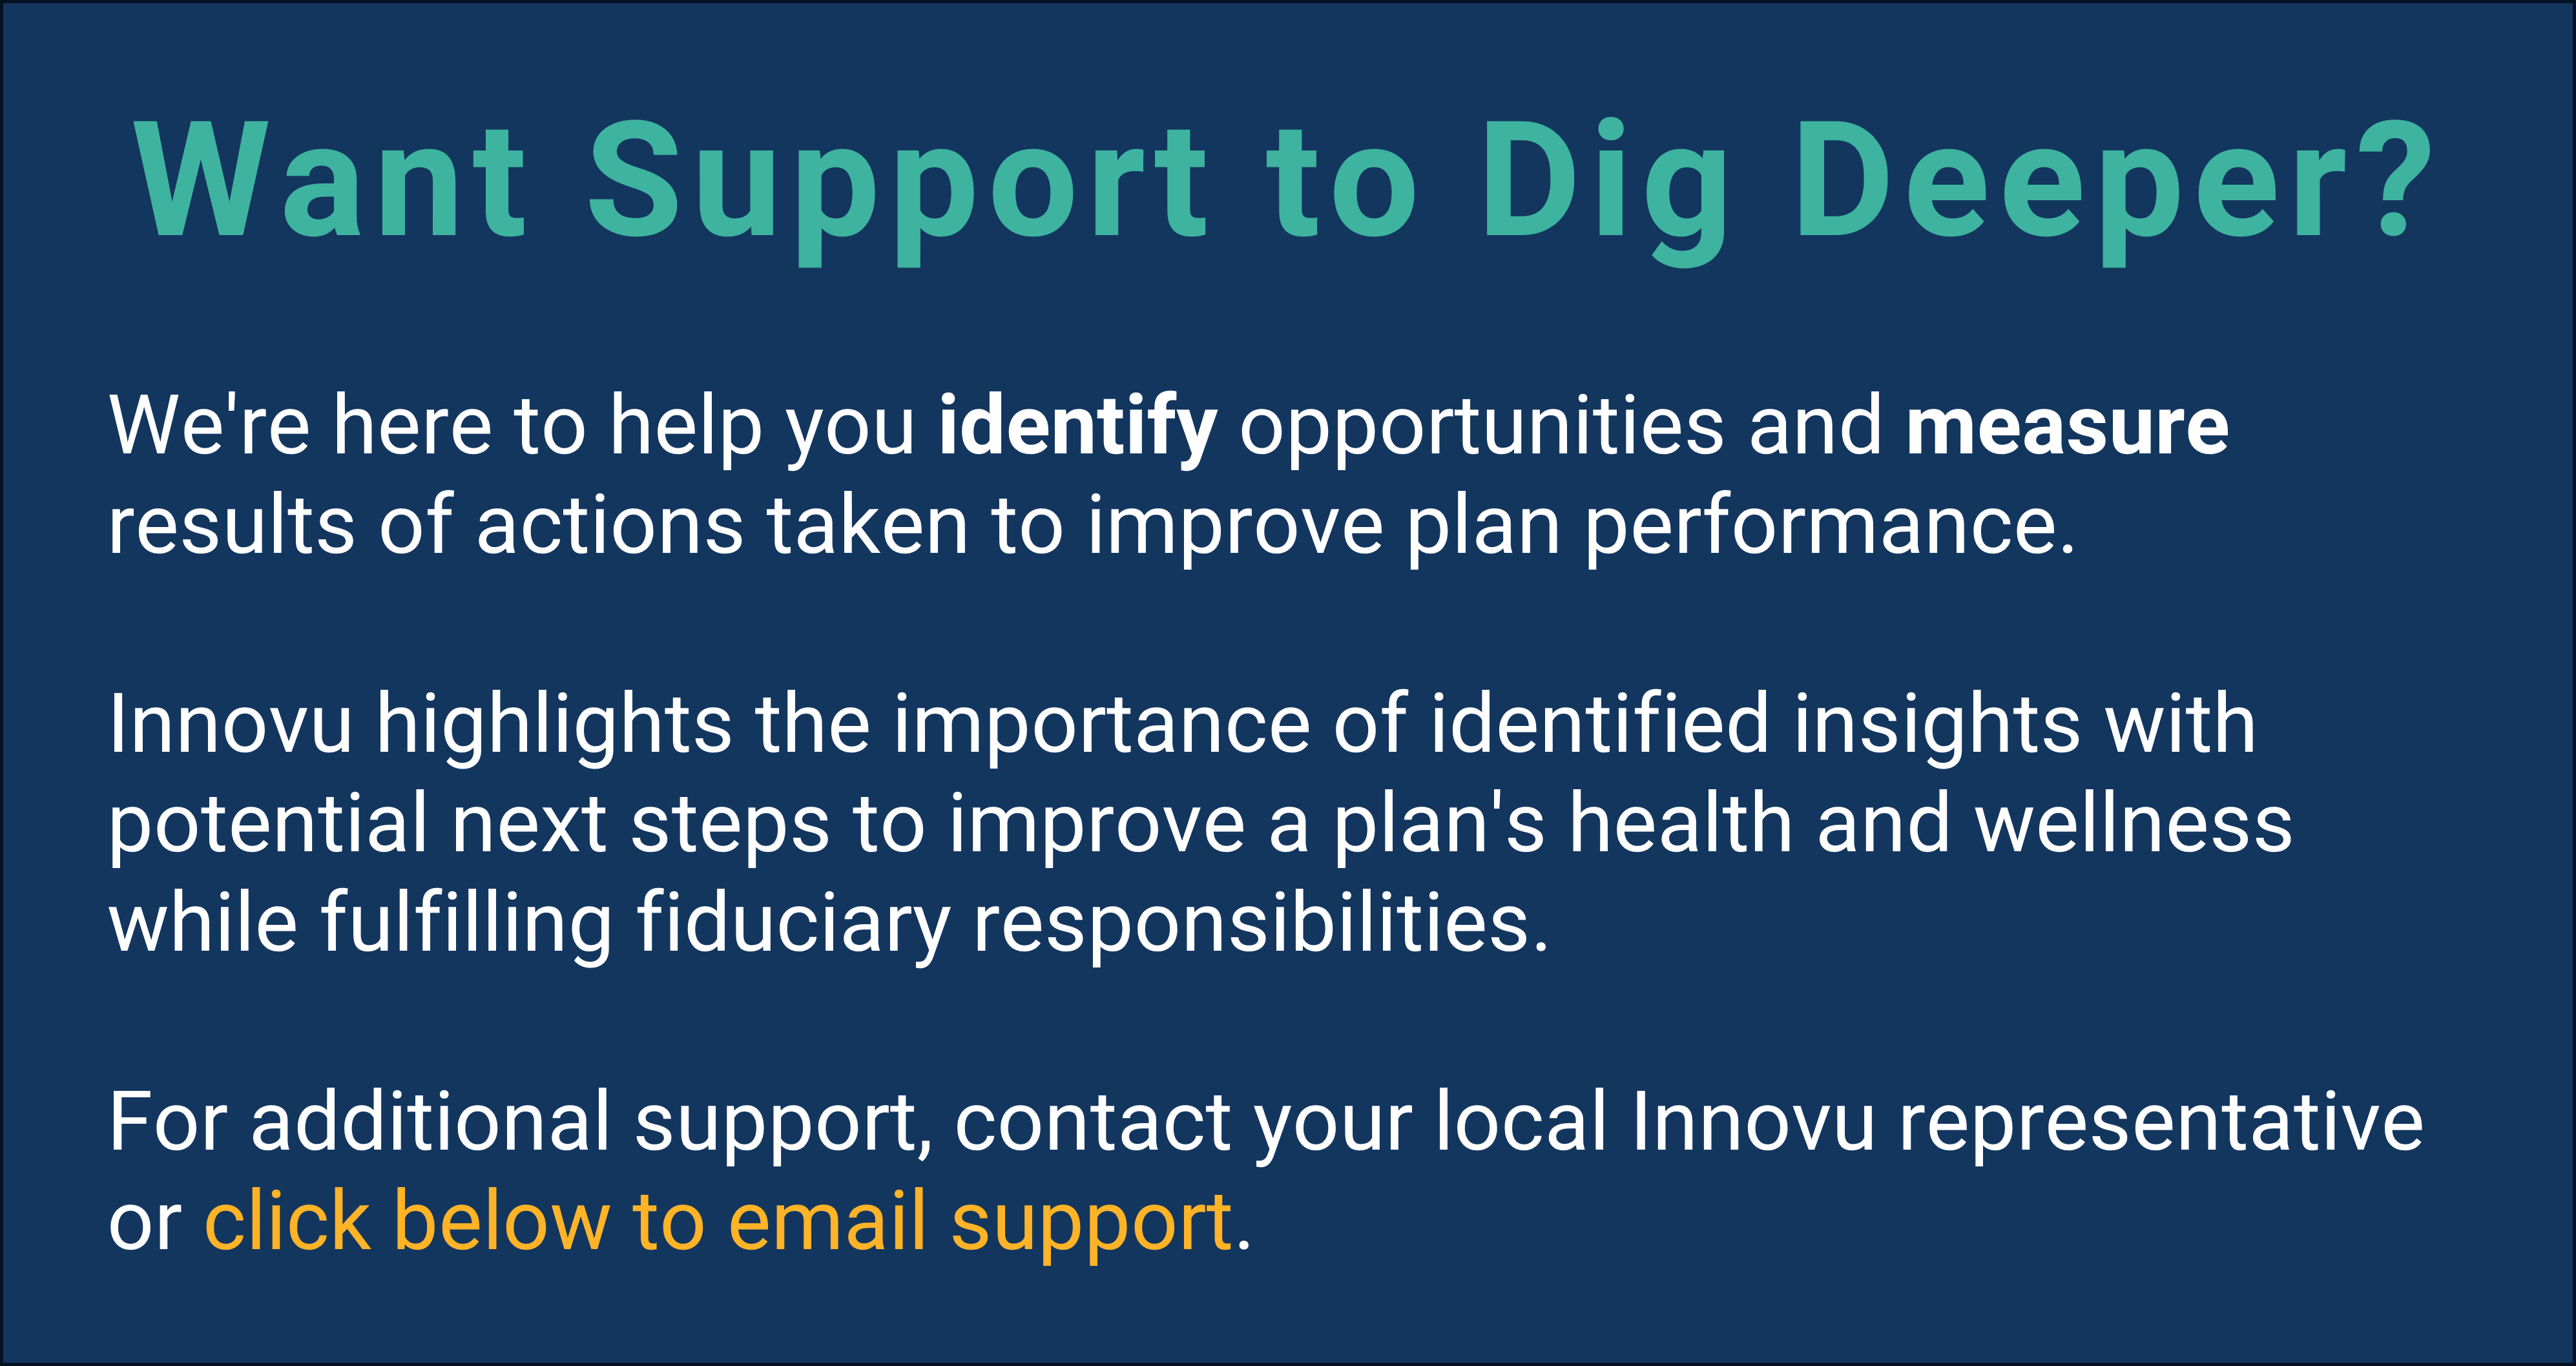 Want Support to Dig Deeper?
We're here to help you identify opportunities and measure
results of actions taken to improve plan performance.
Innovu highlights the importance of identified insights with
potential next steps to improve a plan's health and wellness
while fulfilling fiduciary responsibilities.
For additional support, contact your local Innovu representative
or click below to email support.